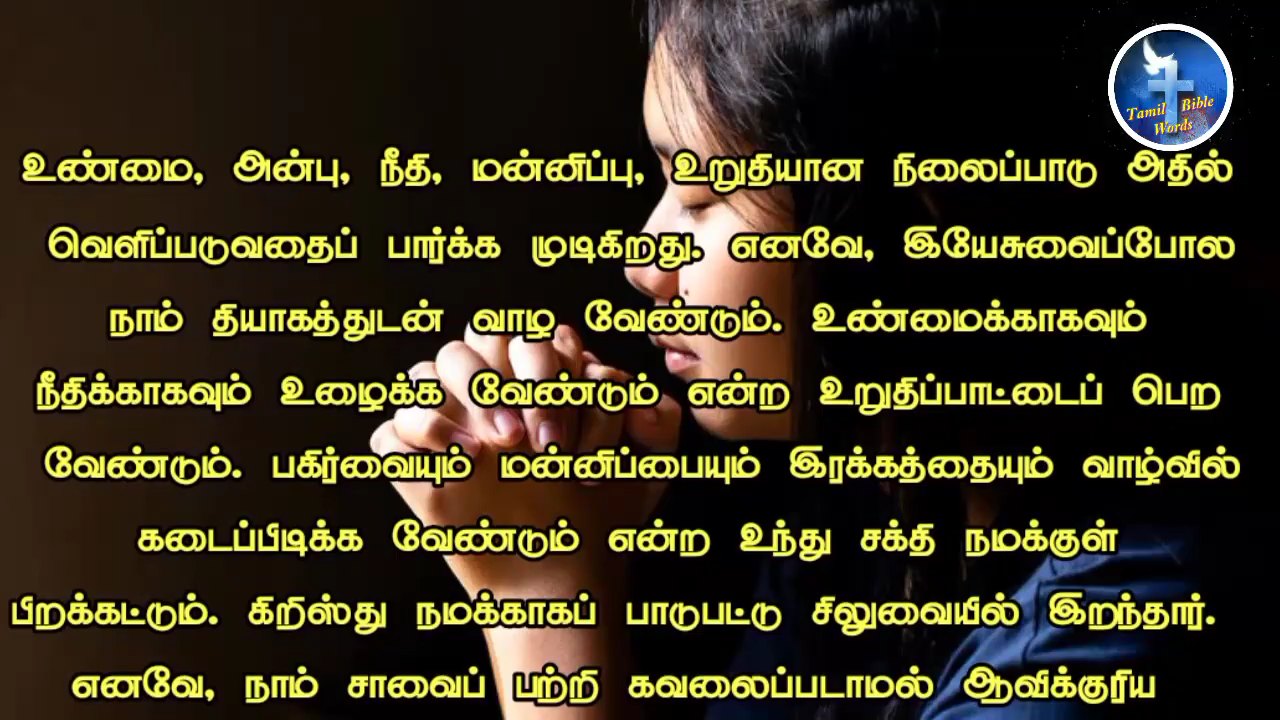 Tamil Bible
Words
உண்மை, அன்பு, நீதி, மன்னிப்பு, உறுதியான நிலைப்பாடு அதில்
வெளிப்படுவதைப் பார்க்க முடிகிறது. எனவே, இயேசுவைப்போல
நாம் தியாகத்துடன் வாழ வேண்டும். உண்மைக்காகவும்
நீதிக்காகவும் உழைக்க வேண்டும் என்ற உறுதிப்பாட்டைப் பெற
வேண்டும். பகிர்வையும் மன்னிப்பையும் இரக்கத்தையும் வாழ்வில்
கடைப்பிடிக்க வேண்டும் என்ற உந்து சக்தி நமக்குள்
பிறக்கட்டும். கிறிஸ்து நமக்காகப் பாடுபட்டு சிலுவையில் இறந்தார்.
எனவே, நாம் சாவைப் பற்றி கவலைப்படாமல் ஆவிக்குரிய